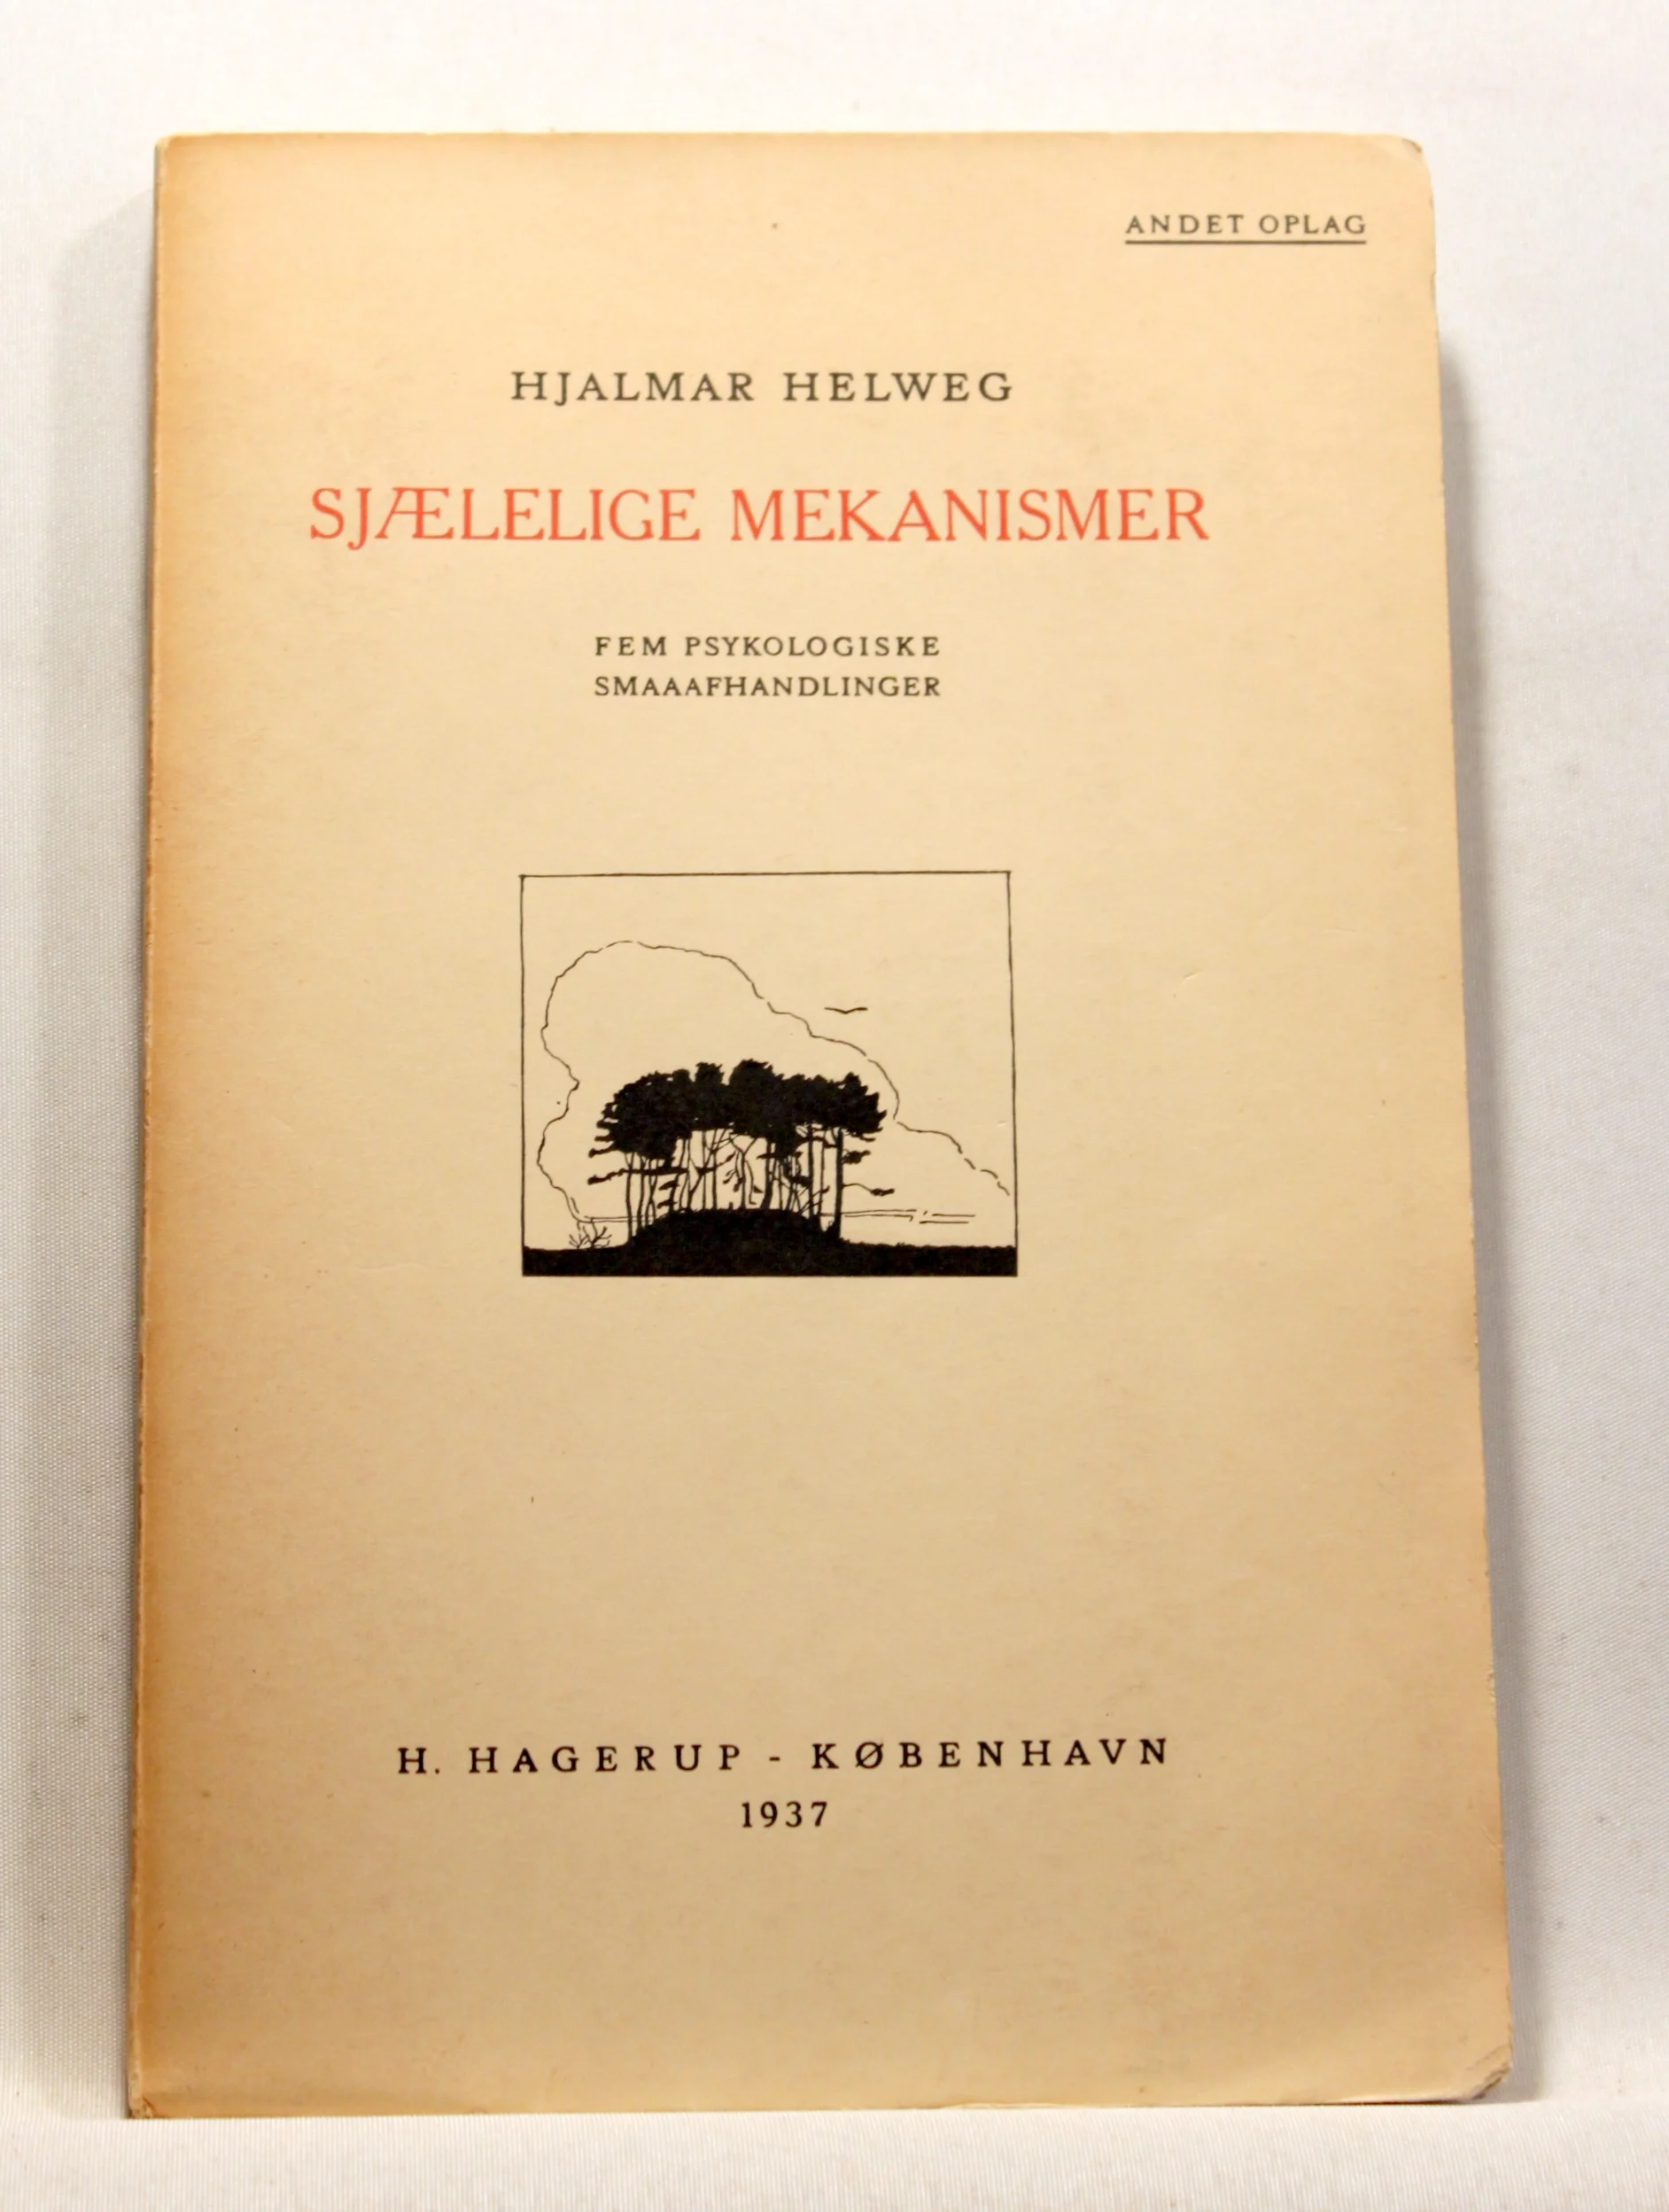 ANDET OPLAG
HJALMAR HELWEG
SJÆLELIGE MEKANISMER
FEM PSYKOLOGISKE
SMAAAFHANDLINGER
H. HAGERUP - KØBENHAVN
1937